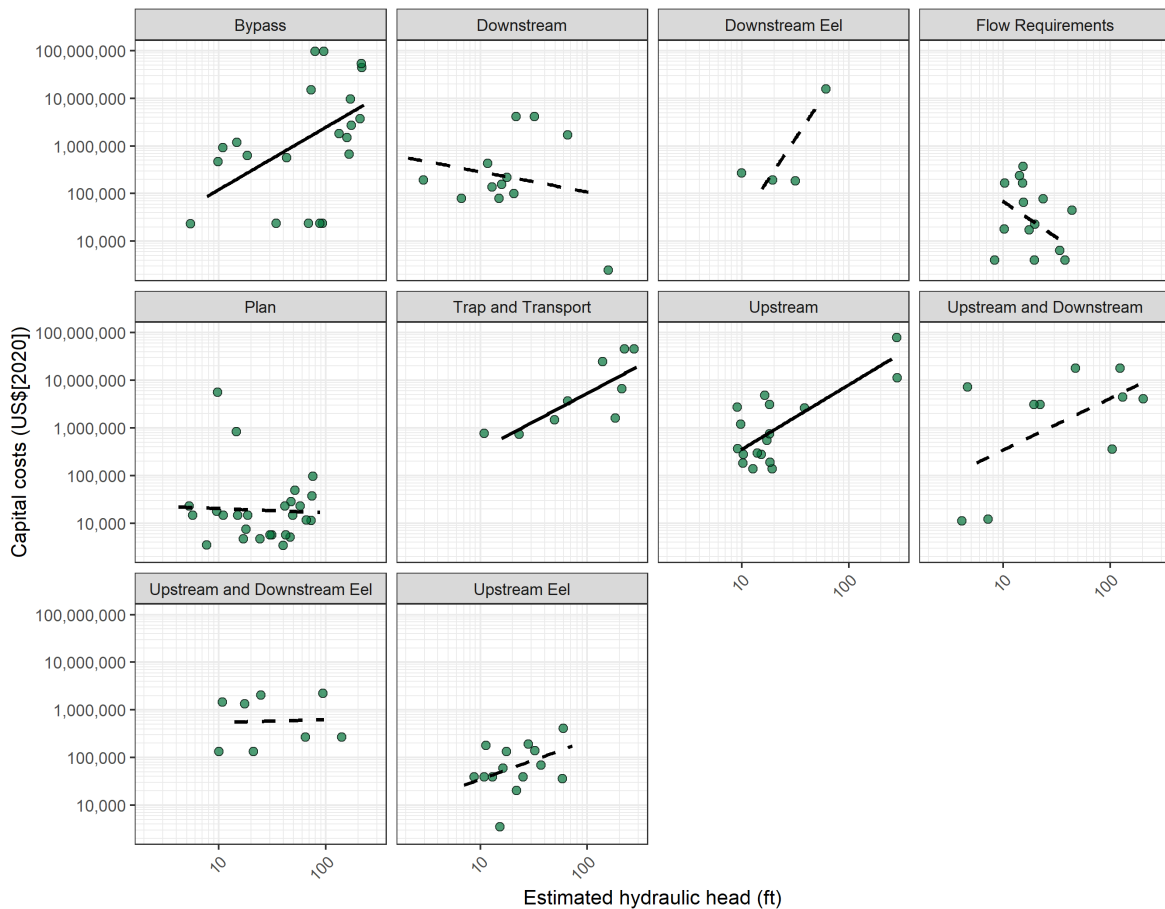 Bypass
Downstream
Downstream Eel
Flow Requirements
100,000,000
10,000,000
1,000,000
100,000
10,000
Plan
Trap and Transport
Upstream
Upstream and Downstream
100,000,000
10,000,000
1,000,000
100,000
10,000
10
100
10
100
Upstream and Downstream Eel
Upstream Eel
100,000,000
10,000,000
1,000,000
100,000
10,000
10
100
10
100
Capital costs (US$[2020])
Estimated hydraulic head (ft)